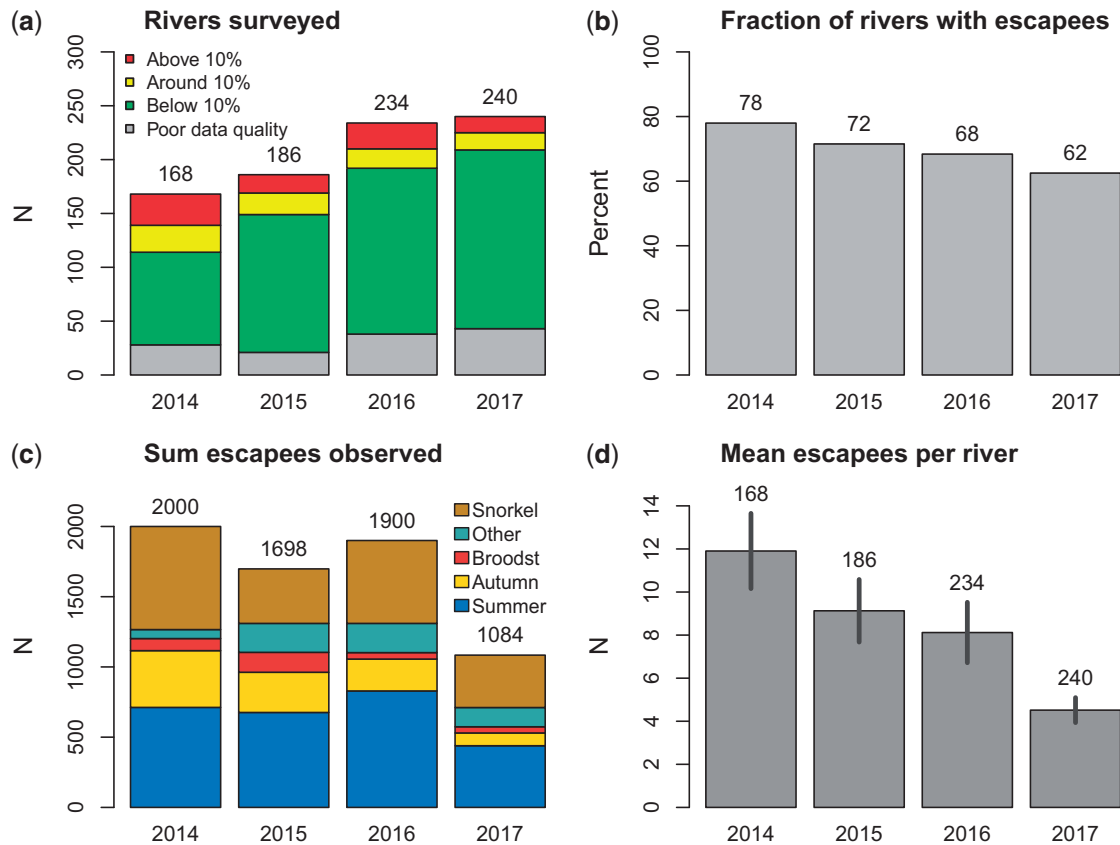 (a) Rivers surveyed
300
250
200
150
100
50
0
N
Above 10%
Around 10%
Below 10%
Poor data quality
168
186
234
240
2014 2015 2016 2017
(b) Fraction of rivers with escapees
100
80
60
40
20
0
Percent
78
72
68
62
2014 2015 2016 2017
(c) Sum escapees observed
2000
1500
1000
500
0
N
2000
1698
1900
1084
Snorkel
Other
Broodst
Autumn
Summer
2014 2015 2016 2017
(d) Mean escapees per river
14
12
10
8
6
4
2
0
N
168
186
234
240
2014 2015 2016 2017